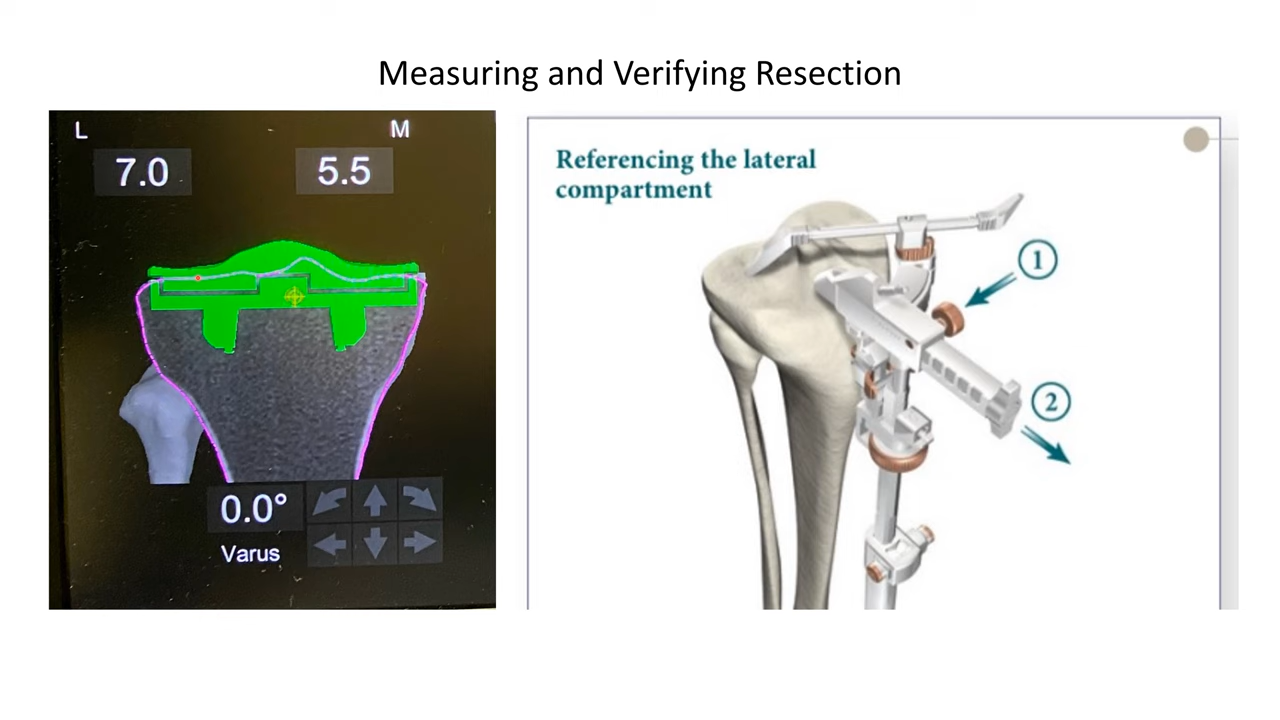 Measuring and Verifying Resection
L M
7.0 5.5
0.0°
Varus
Referencing the lateral
compartment
1
2